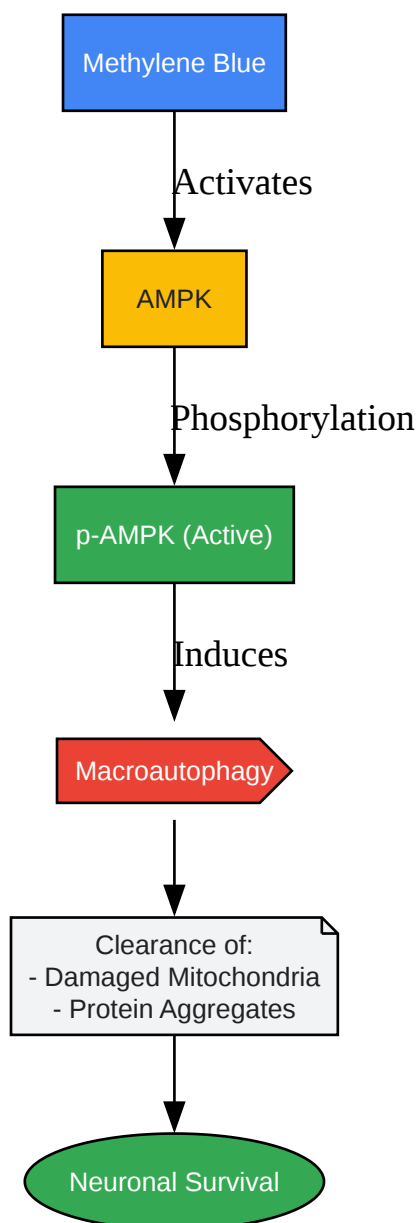 Methylene Blue
Activates
AMPK
Phosphorylation
p-AMPK (Active)
Induces
Macroautophagy
Clearance of:
- Damaged Mitochondria
- Protein Aggregates
Neuronal Survival